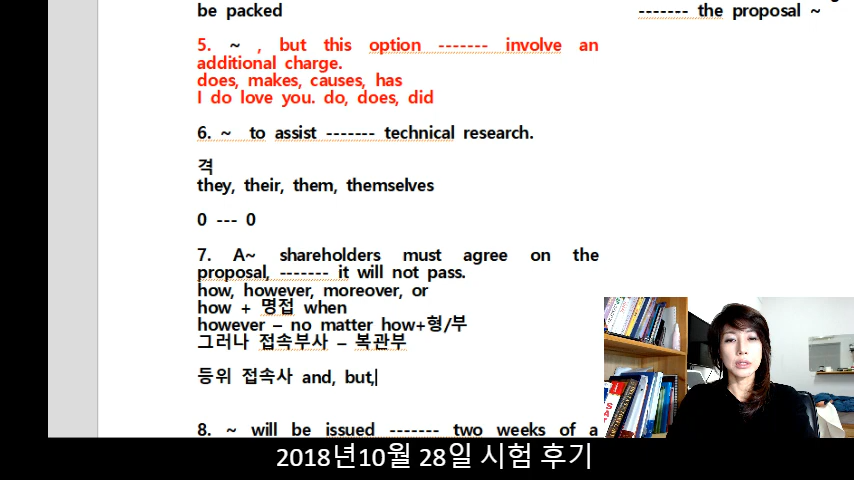 be packed
------- the proposal ~
5. ~ , but this option ------- involve an
additional charge.
does, makes, causes, has
I do love you. do, does, did
6. ~ to assist ------- technical research.
격
they, their, them, themselves
0 --- 0
7. A~ shareholders must agree on the
proposal, ------- it will not pass.
how, however, moreover, or
how + 명접 when
however – no matter how+형/부
그러나 접속부사 – 복관부
등위 접속사 and, but,
8. ~ will be issued ------- two weeks of a
2018년10월 28일 시험 후기